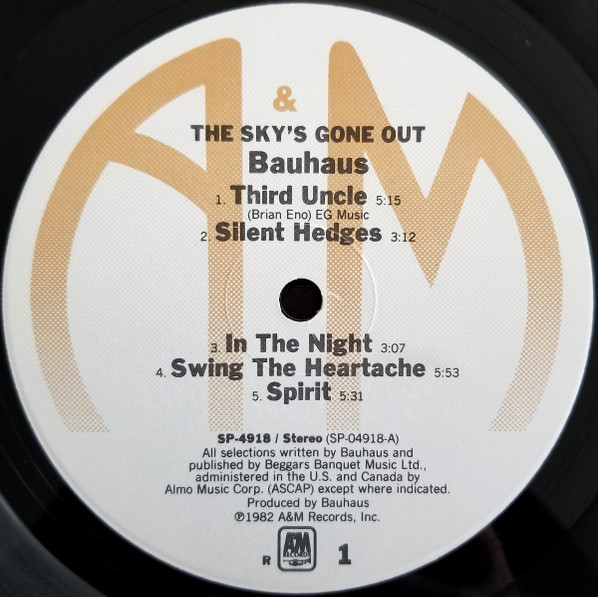 A&M
THE SKY'S GONE OUT
Bauhaus
1. Third Uncle 5:15
(Brian Eno) EG Music
2. Silent Hedges 3:12
3. In The Night 3:07
4. Swing The Heartache 5:53
5. Spirit 5:31
SP-4918 / Stereo (SP-04918-A)
All selections written by Bauhaus and
published by Beggars Banquet Music Ltd.,
administered in the U.S. and Canada by
Almo Music Corp. (ASCAP) except where indicated.
Produced by Bauhaus
℗1982 A&M Records, Inc.
R A&M RECORDS 1